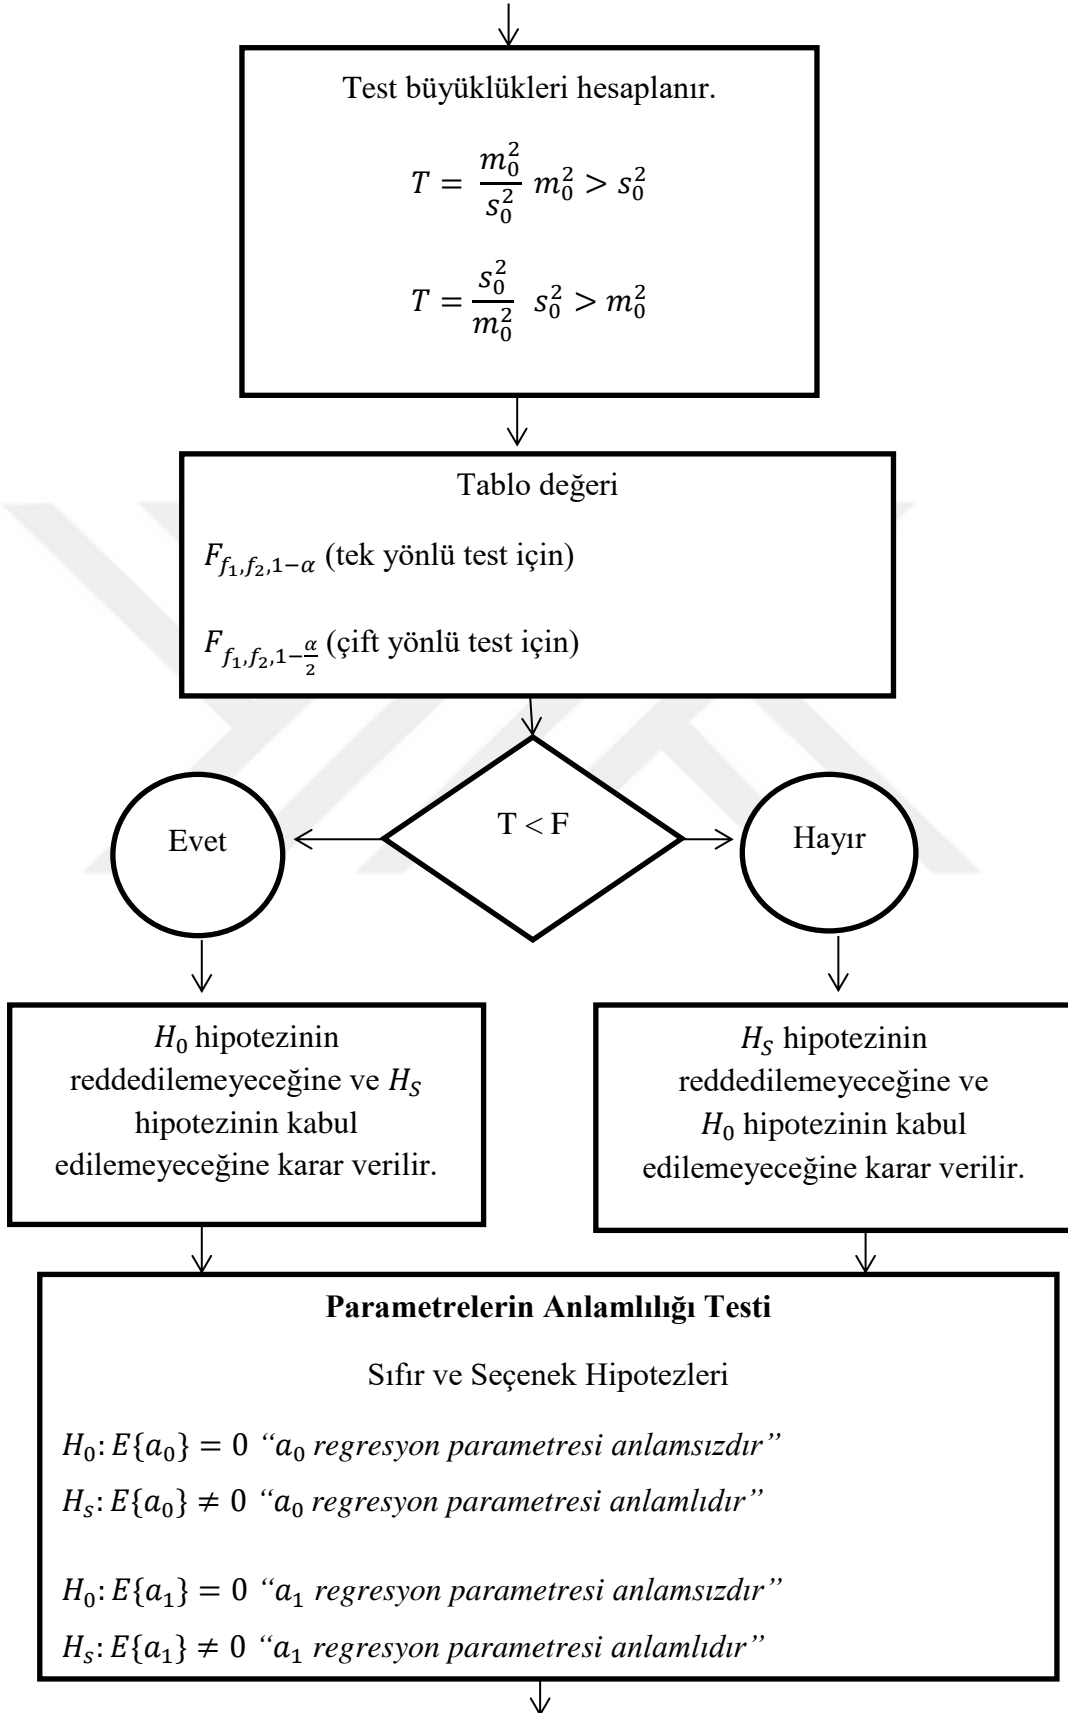 Test büyüklükleri hesaplanır.
T = m₀²/s₀² m₀² > s₀²
T = s₀²/m₀² s₀² > m₀²
Tablo değeri
F_{f₁,f₂,1−α} (tek yönlü test için)
F_{f₁,f₂,1−α/2} (çift yönlü test için)
T < F
Evet
Hayır
H₀ hipotezinin
reddedilemeyeceğine ve H_S
hipotezinin kabul
edilemeyeceğine karar verilir.
H_S hipotezinin
reddedilemeyeceğine ve
H₀ hipotezinin kabul
edilemeyeceğine karar verilir.
Parametrelerin Anlamlılığı Testi
Sıfır ve Seçenek Hipotezleri
H₀: E{a₀} = 0 “a₀ regresyon parametresi anlamsızdır”
H_s: E{a₀} ≠ 0 “a₀ regresyon parametresi anlamlıdır”
H₀: E{a₁} = 0 “a₁ regresyon parametresi anlamsızdır”
H_s: E{a₁} ≠ 0 “a₁ regresyon parametresi anlamlıdır”